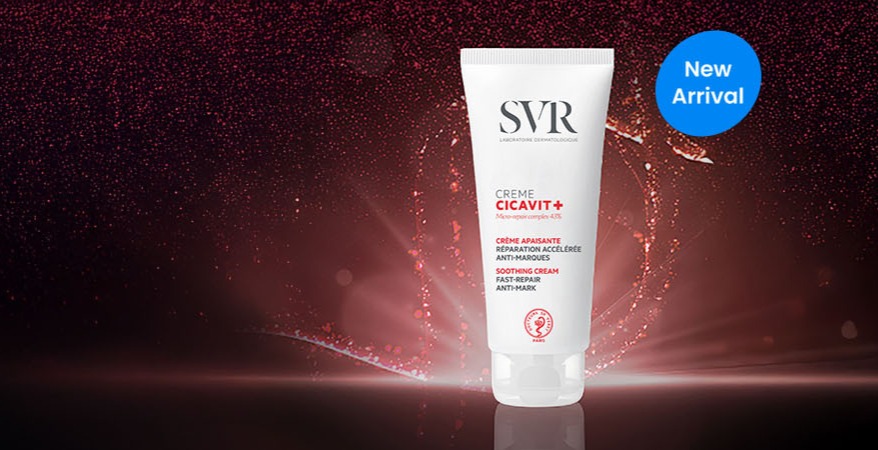 New
Arrival
SVR
LABORATOIRE DERMATOLOGIQUE
CREME
CICAVIT+
CRÈME APAISANTE
RÉPARATION ACCÉLÉRÉE
ANTI-MARQUES
SOOTHING CREAM
FAST-REPAIR
ANTI-MARK
PARIS